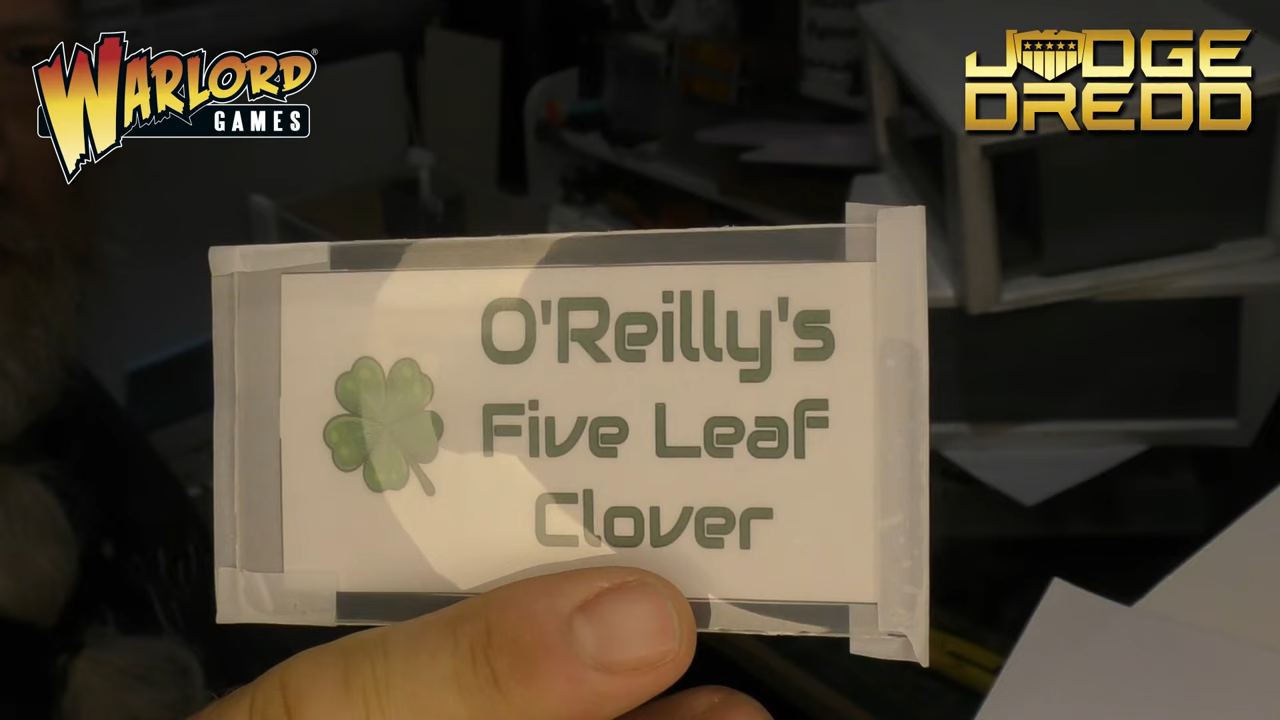 WARLORD
GAMES
JUDGE
DREDD
O'Reilly's
Five Leaf
Clover